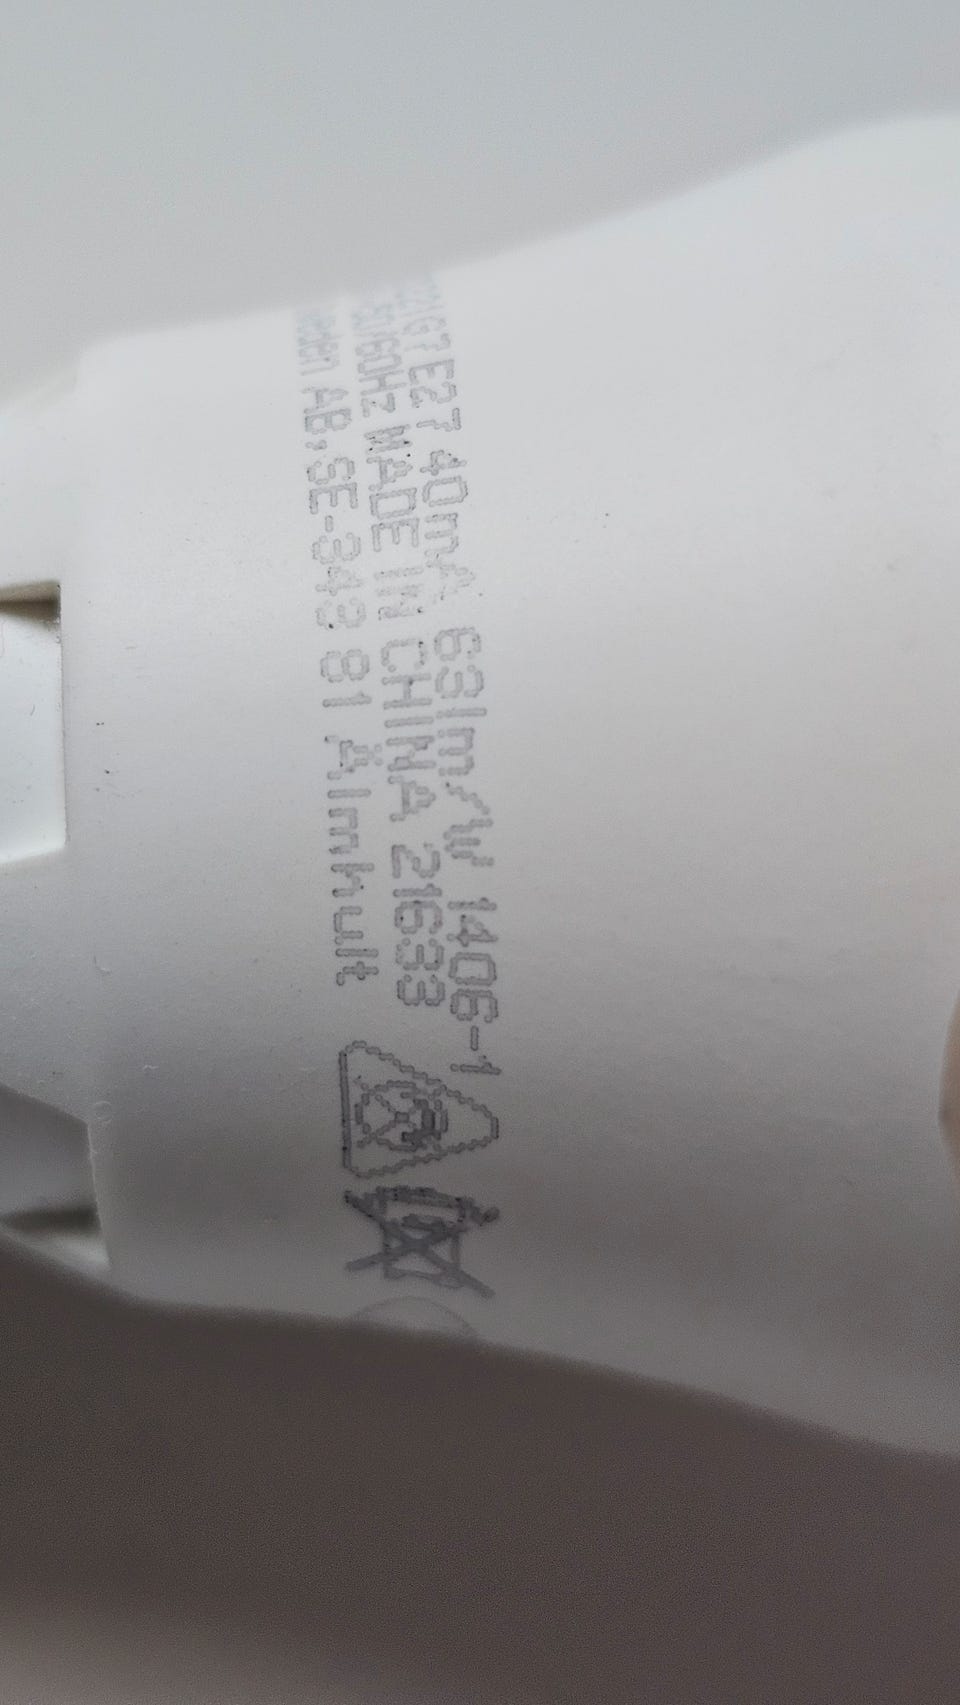 E27 40mA 63lm/W 1406-1
50/60Hz MADE IN CHINA 21633
AB, SE-343 81 Älmhult